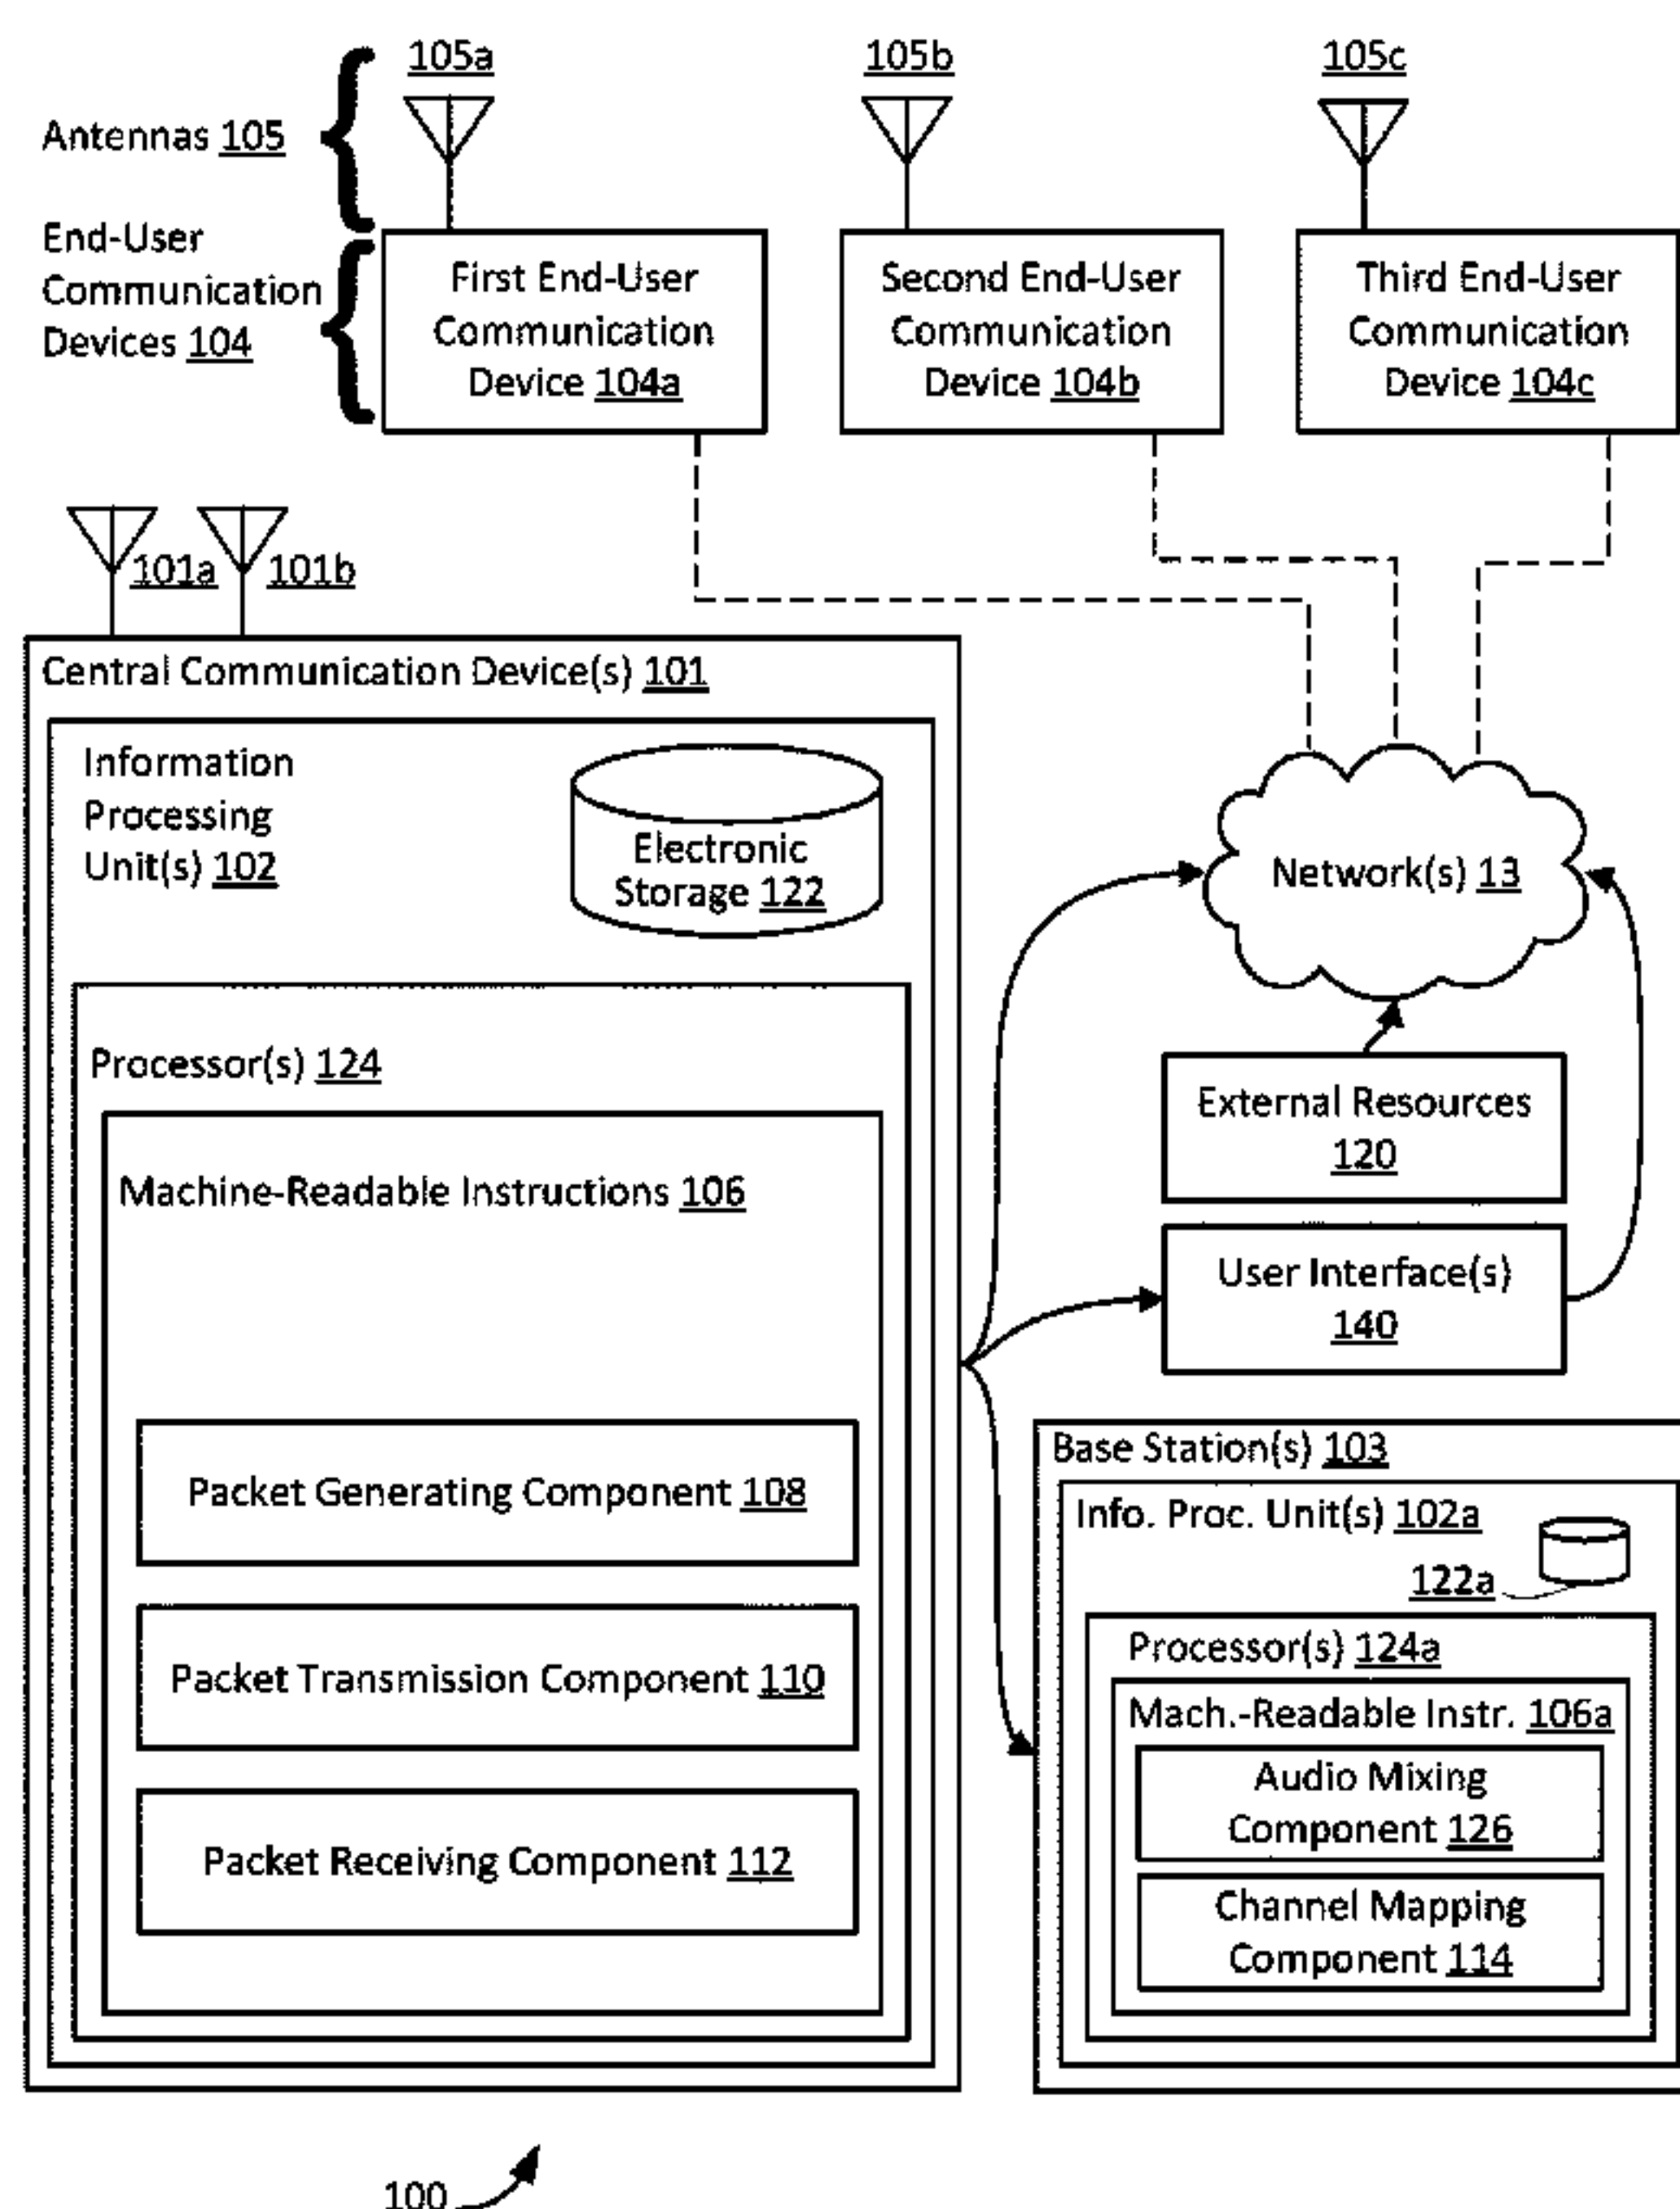 105a
105b
105c
Antennas 105
End-User
Communication
Devices 104
First End-User
Communication
Device 104a
Second End-User
Communication
Device 104b
Third End-User
Communication
Device 104c
101a
101b
Central Communication Device(s) 101
Information
Processing
Unit(s) 102
Electronic
Storage 122
Processor(s) 124
Machine-Readable Instructions 106
Packet Generating Component 108
Packet Transmission Component 110
Packet Receiving Component 112
Network(s) 13
External Resources
120
User Interface(s)
140
Base Station(s) 103
Info. Proc. Unit(s) 102a
122a
Processor(s) 124a
Mach.-Readable Instr. 106a
Audio Mixing
Component 126
Channel Mapping
Component 114
100